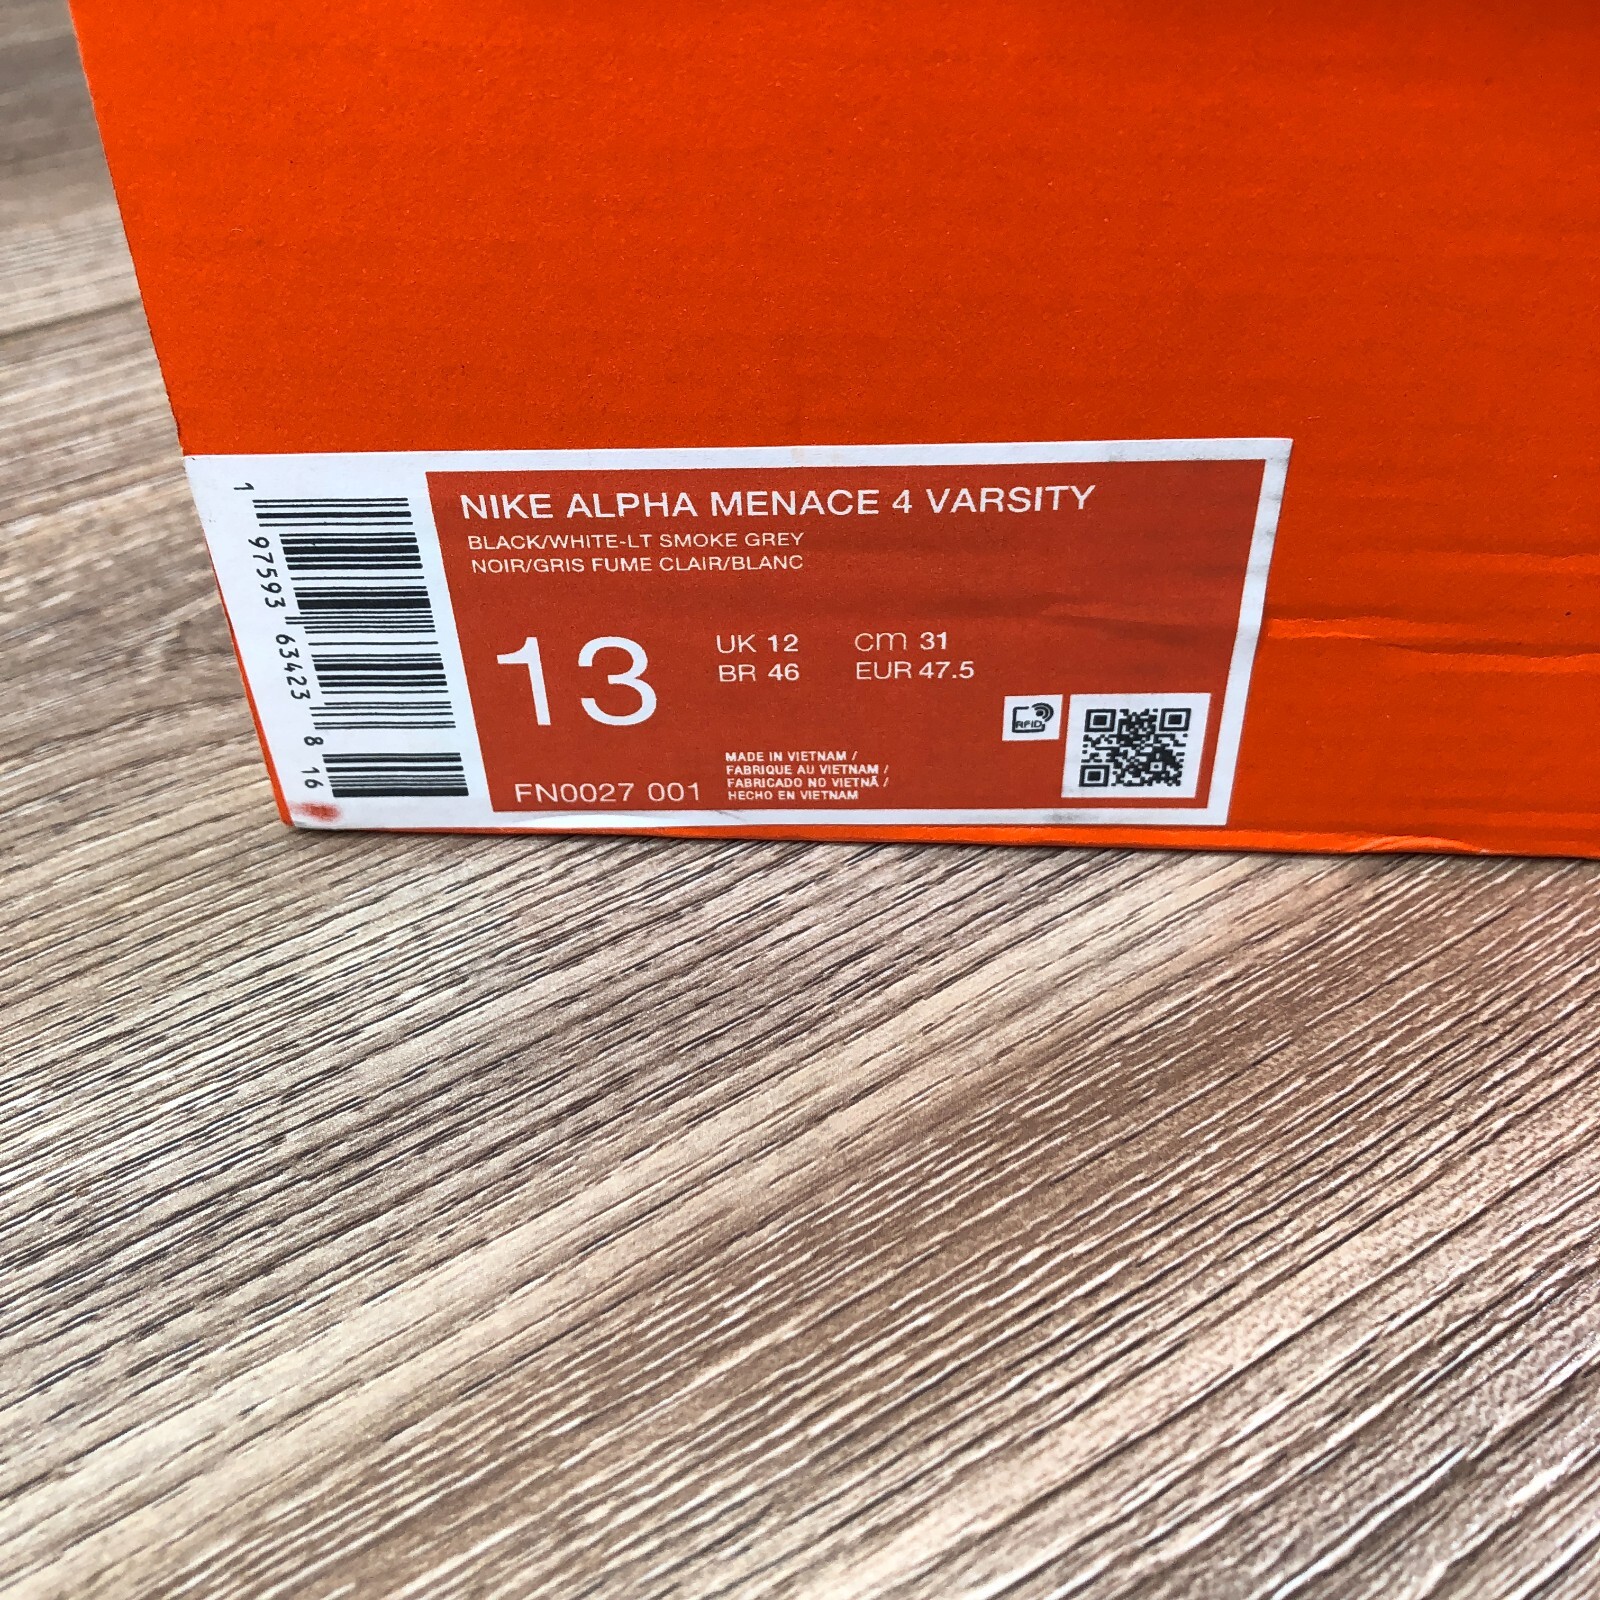 NIKE ALPHA MENACE 4 VARSITY
BLACK/WHITE-LT SMOKE GREY
NOIR/GRIS FUME CLAIR/BLANC
13
UK 12 cm 31
BR 46 EUR 47.5
RFID
MADE IN VIETNAM /
FABRIQUE AU VIETNAM /
FABRICADO NO VIETNÃ /
HECHO EN VIETNAM
FN0027 001
1 97593 63423 8 16